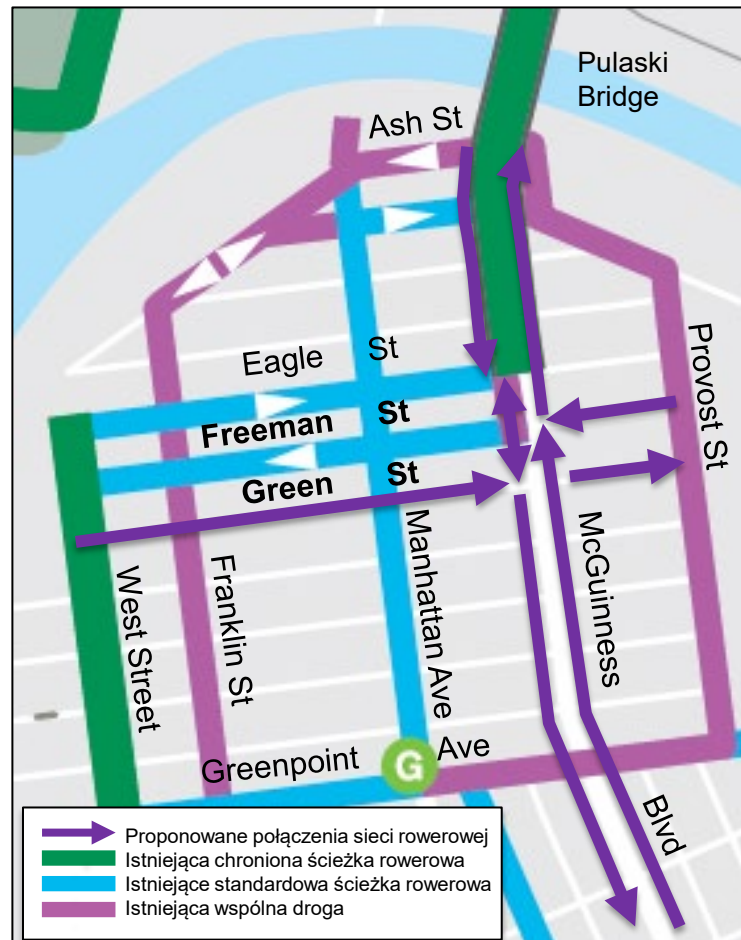 Pulaski
Bridge
Ash St
Eagle St
Freeman St
Green St
Provost St
McGuinness
Manhattan Ave
Franklin St
West Street
Greenpoint Ave
G
Blvd
Proponowane połączenia sieci rowerowej
Istniejąca chroniona ścieżka rowerowa
Istniejące standardowa ścieżka rowerowa
Istniejąca wspólna droga